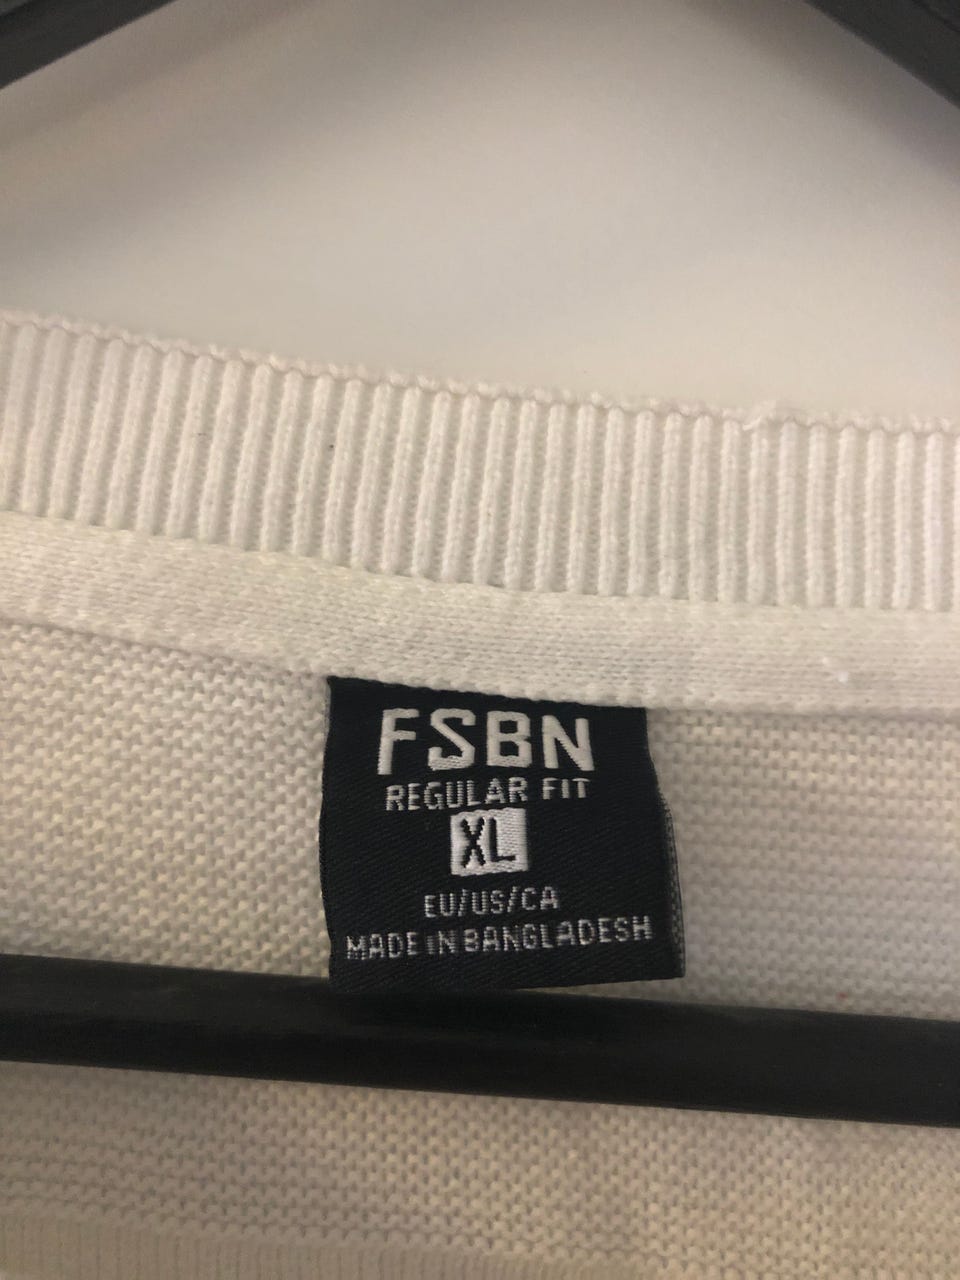 FSBN
REGULAR FIT
XL
EU/US/CA
MADE IN BANGLADESH